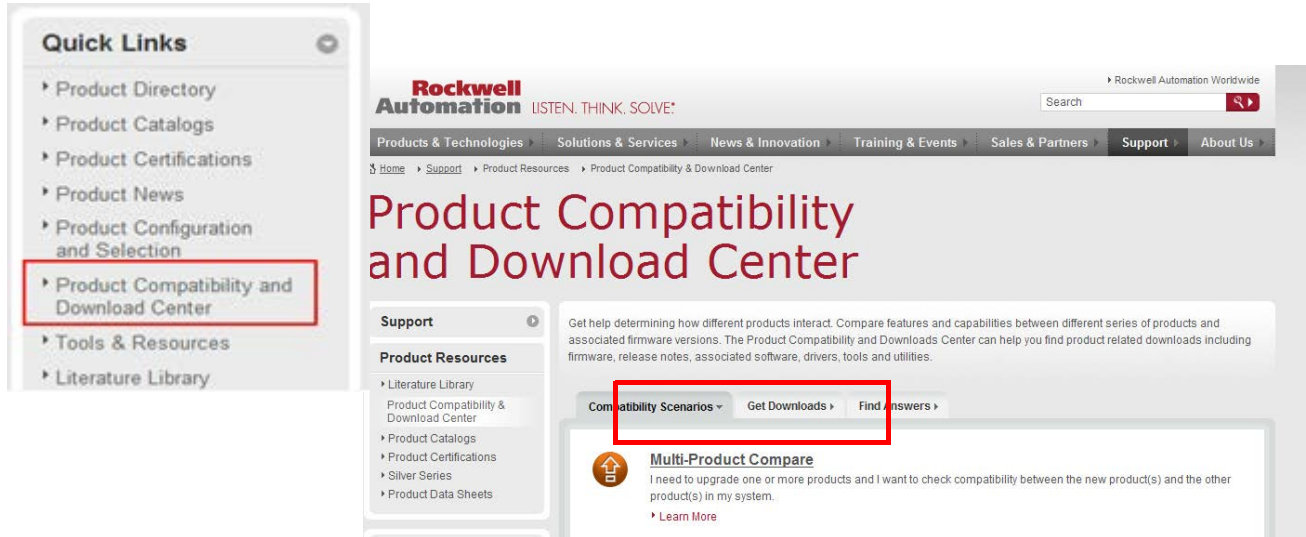 Quick Links
Product Directory
Product Catalogs
Product Certifications
Product News
Product Configuration
and Selection
Product Compatibility and
Download Center
Tools & Resources
Literature Library
Rockwell
Automation LISTEN. THINK. SOLVE.
Rockwell Automation Worldwide
Search
Products & Technologies Solutions & Services News & Innovation Training & Events Sales & Partners Support About Us
Home Support Product Resources Product Compatibility & Download Center
Product Compatibility
and Download Center
Support
Product Resources
Literature Library
Product Compatibility &
Download Center
Product Catalogs
Product Certifications
Silver Series
Product Data Sheets
Get help determining how different products interact. Compare features and capabilities between different series of products and
associated firmware versions. The Product Compatibility and Downloads Center can help you find product related downloads including
firmware, release notes, associated software, drivers, tools and utilities.
Compatibility Scenarios Get Downloads Find Answers
Multi-Product Compare
I need to upgrade one or more products and I want to check compatibility between the new product(s) and the other
product(s) in my system.
Learn More